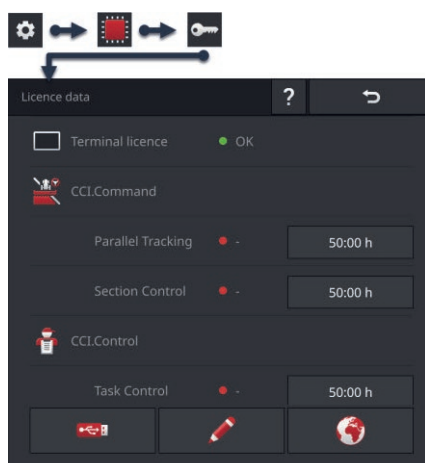 Licence data ?
Terminal licence OK
CCI.Command
Parallel Tracking - 50:00 h
Section Control - 50:00 h
CCI.Control
Task Control - 50:00 h